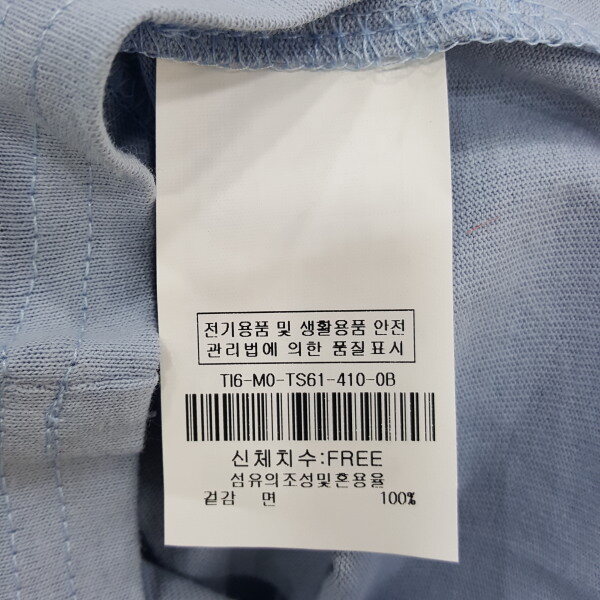 전기용품 및 생활용품 안전
관리법에 의한 품질표시
TI6-MO-TS61-410-0B
신체치수:FREE
섬유의조성및혼용율
겉감 면 100%